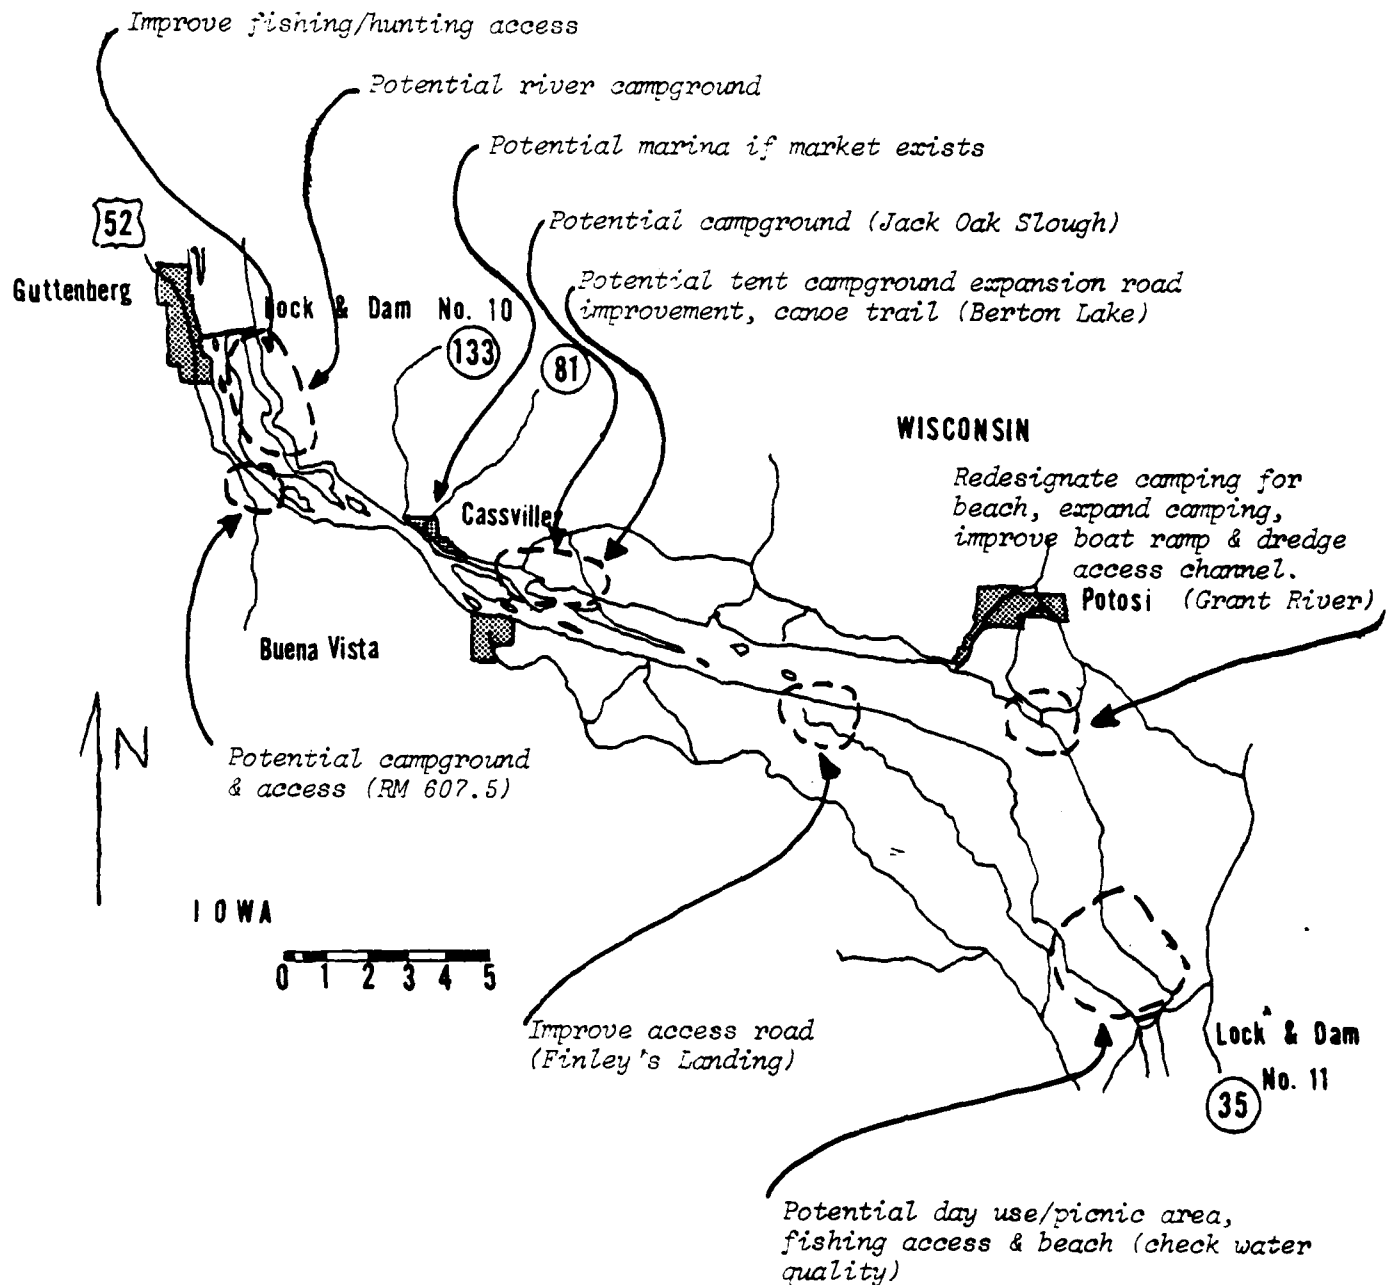 Improve fishing/hunting access
Potential river campground
Potential marina if market exists
Potential campground (Jack Oak Slough)
52
Potential tent campground expansion road
improvement, canoe trail (Berton Lake)
Guttenberg
Lock & Dam No. 10
133
81
WISCONSIN
Redesignate camping for
beach, expand camping,
improve boat ramp & dredge
access channel.
Cassville
Potosi (Grant River)
Buena Vista
N
Potential campground
& access (RM 607.5)
IOWA
0 1 2 3 4 5
Improve access road
(Finley's Landing)
Lock & Dam
No. 11
35
Potential day use/picnic area,
fishing access & beach (check water
quality)